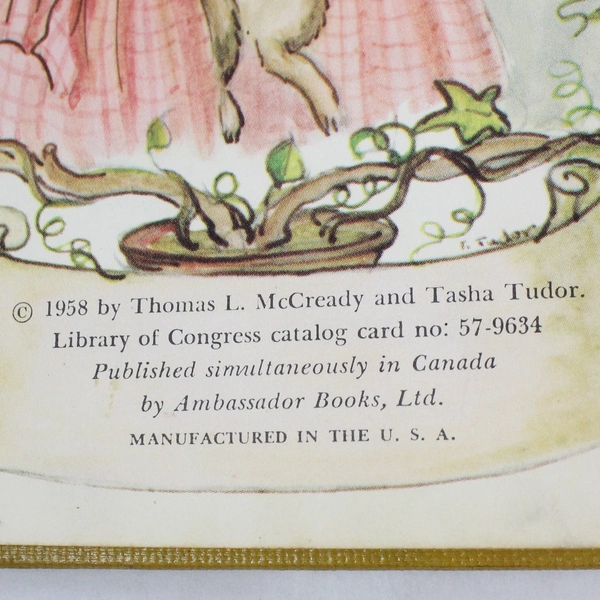 T. Tudor
© 1958 by Thomas L. McCready and Tasha Tudor.
Library of Congress catalog card no: 57-9634
Published simultaneously in Canada
by Ambassador Books, Ltd.
MANUFACTURED IN THE U. S. A.